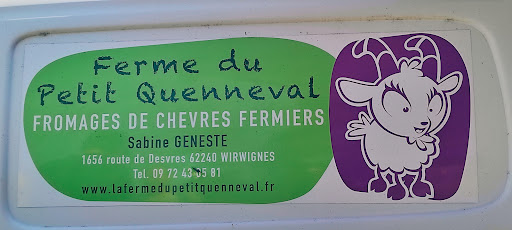 Ferme du
Petit Quenneval
FROMAGES DE CHEVRES FERMIERS
Sabine GENESTE
1656 route de Desvres 62240 WIRWIGNES
Tel. 09 72 43 81
www.lafermedupetitquenneval.fr